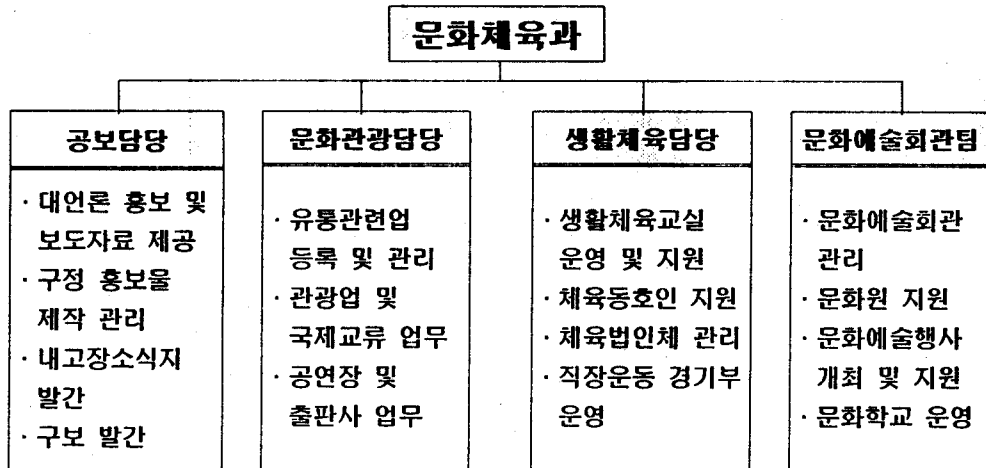 문화체육과
공보담당
· 대언론 홍보 및
보도자료 제공
· 구정 홍보물
제작 관리
· 내고장소식지
발간
· 구보 발간
문화관광담당
· 유통관련업
등록 및 관리
· 관광업 및
국제교류 업무
· 공연장 및
출판사 업무
생활체육담당
· 생활체육교실
운영 및 지원
· 체육동호인 지원
· 체육법인체 관리
· 직장운동 경기부
운영
문화예술회관팀
· 문화예술회관
관리
· 문화원 지원
· 문화예술행사
개최 및 지원
· 문화학교 운영